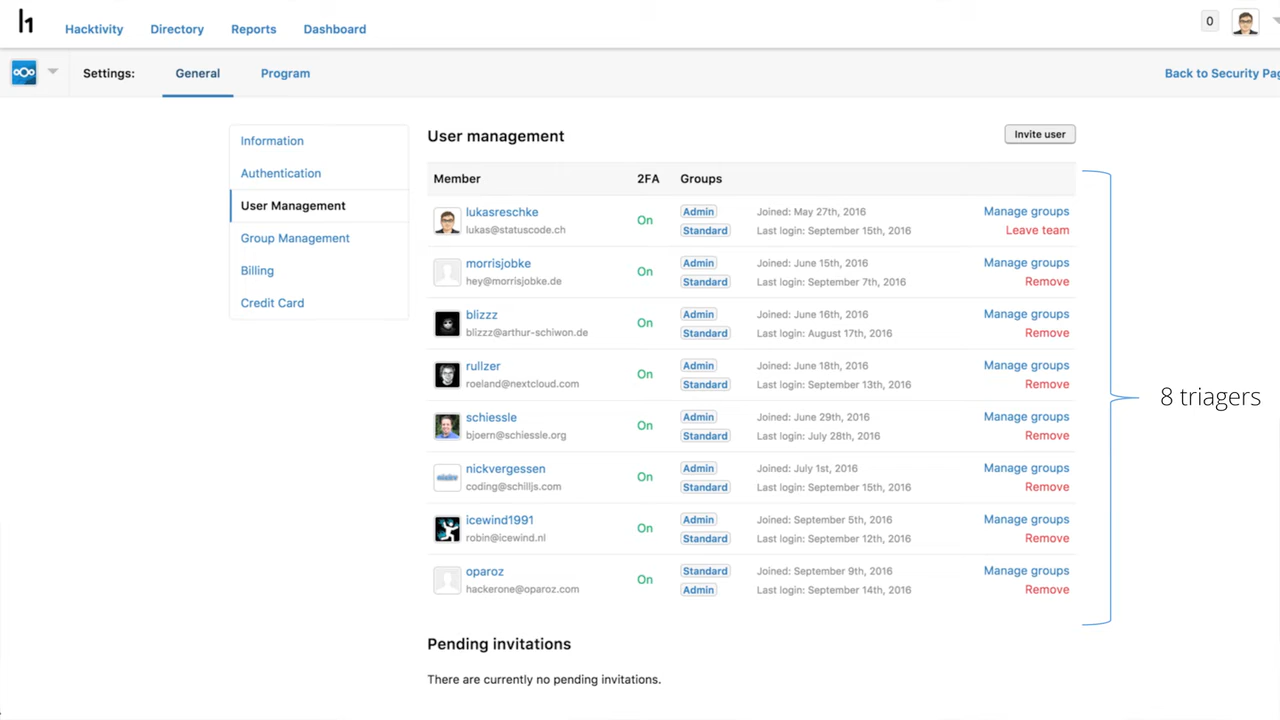 h1 Hacktivity Directory Reports Dashboard 0
Settings: General Program Back to Security Pag
Information
Authentication
User Management
Group Management
Billing
Credit Card
User management Invite user
Member 2FA Groups
lukasreschke On Admin Joined: May 27th, 2016 Manage groups
lukas@statuscode.ch Standard Last login: September 15th, 2016 Leave team
morrisjobke On Admin Joined: June 15th, 2016 Manage groups
hey@morrisjobke.de Standard Last login: September 7th, 2016 Remove
blizzz On Admin Joined: June 16th, 2016 Manage groups
blizzz@arthur-schiwon.de Standard Last login: August 17th, 2016 Remove
rullzer On Admin Joined: June 18th, 2016 Manage groups
roeland@nextcloud.com Standard Last login: September 13th, 2016 Remove
schiessle On Admin Joined: June 29th, 2016 Manage groups
bjoern@schiessle.org Standard Last login: July 28th, 2016 Remove
nickvergessen On Admin Joined: July 1st, 2016 Manage groups
coding@schilljs.com Standard Last login: September 15th, 2016 Remove
icewind1991 On Admin Joined: September 5th, 2016 Manage groups
robin@icewind.nl Standard Last login: September 12th, 2016 Remove
oparoz On Standard Joined: September 9th, 2016 Manage groups
hackerone@oparoz.com Admin Last login: September 14th, 2016 Remove
8 triagers
Pending invitations
There are currently no pending invitations.